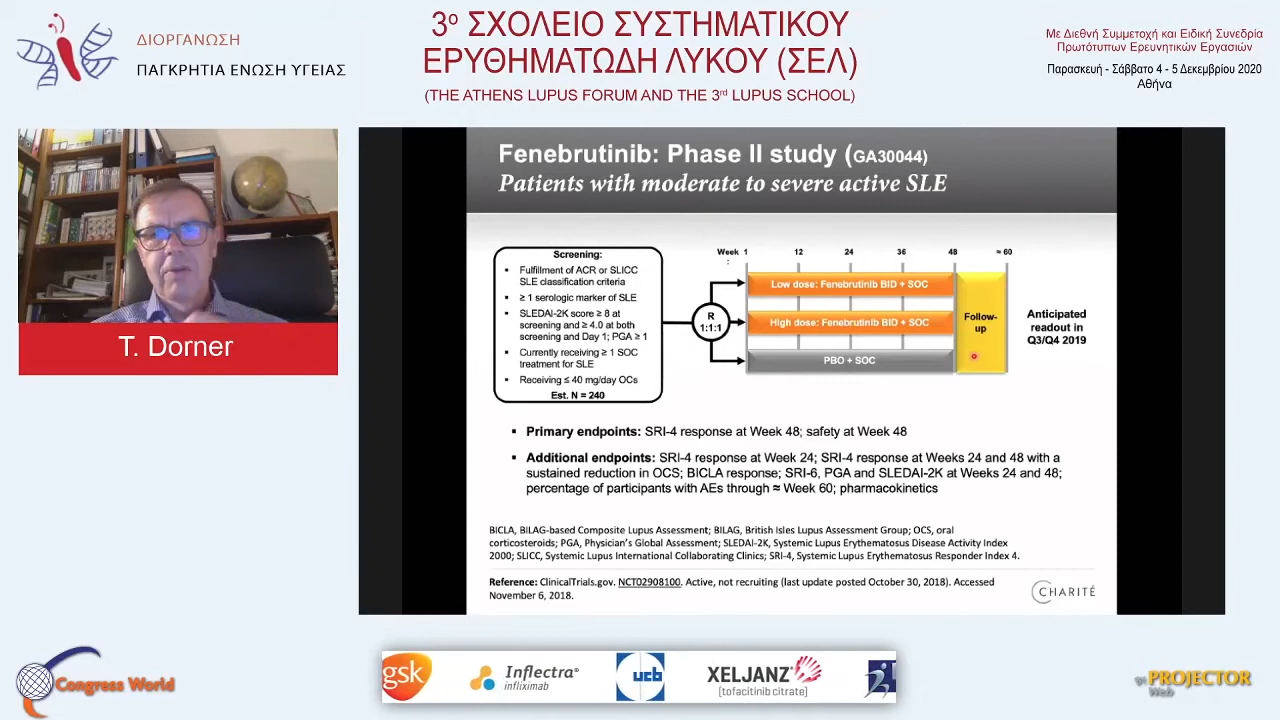 ΔΙΟΡΓΑΝΩΣΗ
ΠΑΓΚΡΗΤΙΑ ΕΝΩΣΗ ΥΓΕΙΑΣ
3ο ΣΧΟΛΕΙΟ ΣΥΣΤΗΜΑΤΙΚΟΥ
ΕΡΥΘΗΜΑΤΩΔΗ ΛΥΚΟΥ (ΣΕΛ)
(THE ATHENS LUPUS FORUM AND THE 3rd LUPUS SCHOOL)
Με Διεθνή Συμμετοχή και Ειδική Συνεδρία
Πρωτότυπων Ερευνητικών Εργασιών
Παρασκευή - Σάββατο 4 - 5 Δεκεμβρίου 2020
Αθήνα
T. Dorner
Fenebrutinib: Phase II study (GA30044)
Patients with moderate to severe active SLE
Screening:
▪ Fulfillment of ACR or SLICC
SLE classification criteria
▪ ≥ 1 serologic marker of SLE
▪ SLEDAI-2K score ≥ 8 at
screening and ≥ 4.0 at both
screening and Day 1; PGA ≥ 1
▪ Currently receiving ≥ 1 SOC
treatment for SLE
▪ Receiving ≤ 40 mg/day OCs
Est. N = 240
R
1:1:1
Week 1 12 24 36 48 ≈ 60
:
Low dose: Fenebrutinib BID + SOC
High dose: Fenebrutinib BID + SOC
PBO + SOC
Follow-
up
Anticipated
readout in
Q3/Q4 2019
▪ Primary endpoints: SRI-4 response at Week 48; safety at Week 48
▪ Additional endpoints: SRI-4 response at Week 24; SRI-4 response at Weeks 24 and 48 with a
sustained reduction in OCS; BICLA response; SRI-6, PGA and SLEDAI-2K at Weeks 24 and 48;
percentage of participants with AEs through ≈ Week 60; pharmacokinetics
BICLA, BILAG-based Composite Lupus Assessment; BILAG, British Isles Lupus Assessment Group; OCS, oral
corticosteroids; PGA, Physician's Global Assessment; SLEDAI-2K, Systemic Lupus Erythematosus Disease Activity Index
2000; SLICC, Systemic Lupus International Collaborating Clinics; SRI-4, Systemic Lupus Erythematosus Responder Index 4.
Reference: ClinicalTrials.gov. NCT02908100. Active, not recruiting (last update posted October 30, 2018). Accessed
November 6, 2018.
CHARITÉ
Congress World
gsk
Inflectra®
infliximab
ucb
XELJANZ®
[tofacitinib citrate]
PROJECTOR
Web